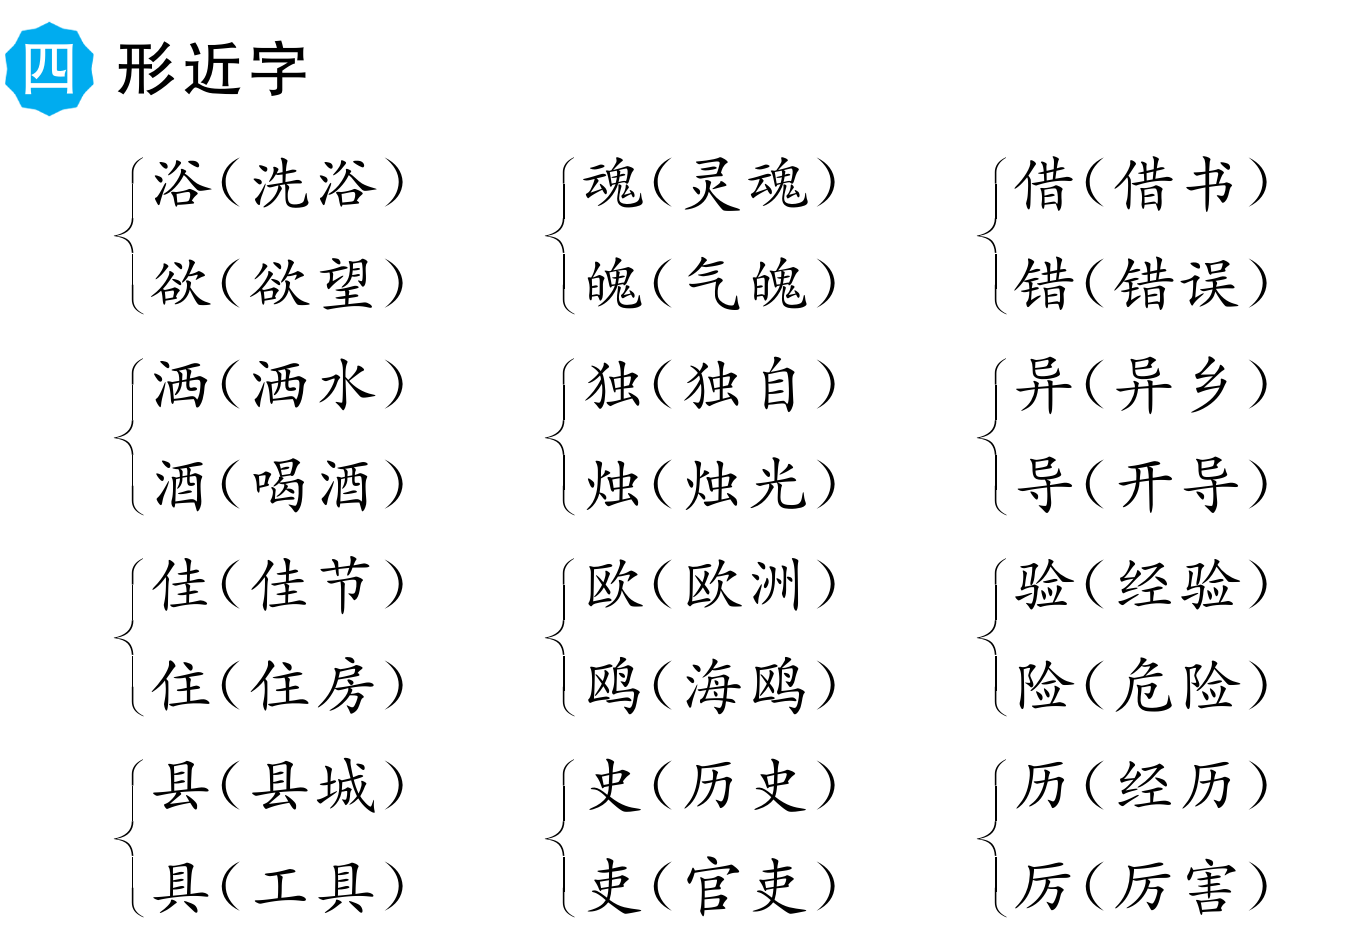 四 形近字
浴(洗浴) 魂(灵魂) 借(借书)
欲(欲望) 魄(气魄) 错(错误)
洒(洒水) 独(独自) 异(异乡)
酒(喝酒) 烛(烛光) 导(开导)
佳(佳节) 欧(欧洲) 验(经验)
住(住房) 鸥(海鸥) 险(危险)
县(县城) 史(历史) 历(经历)
具(工具) 吏(官吏) 厉(厉害)